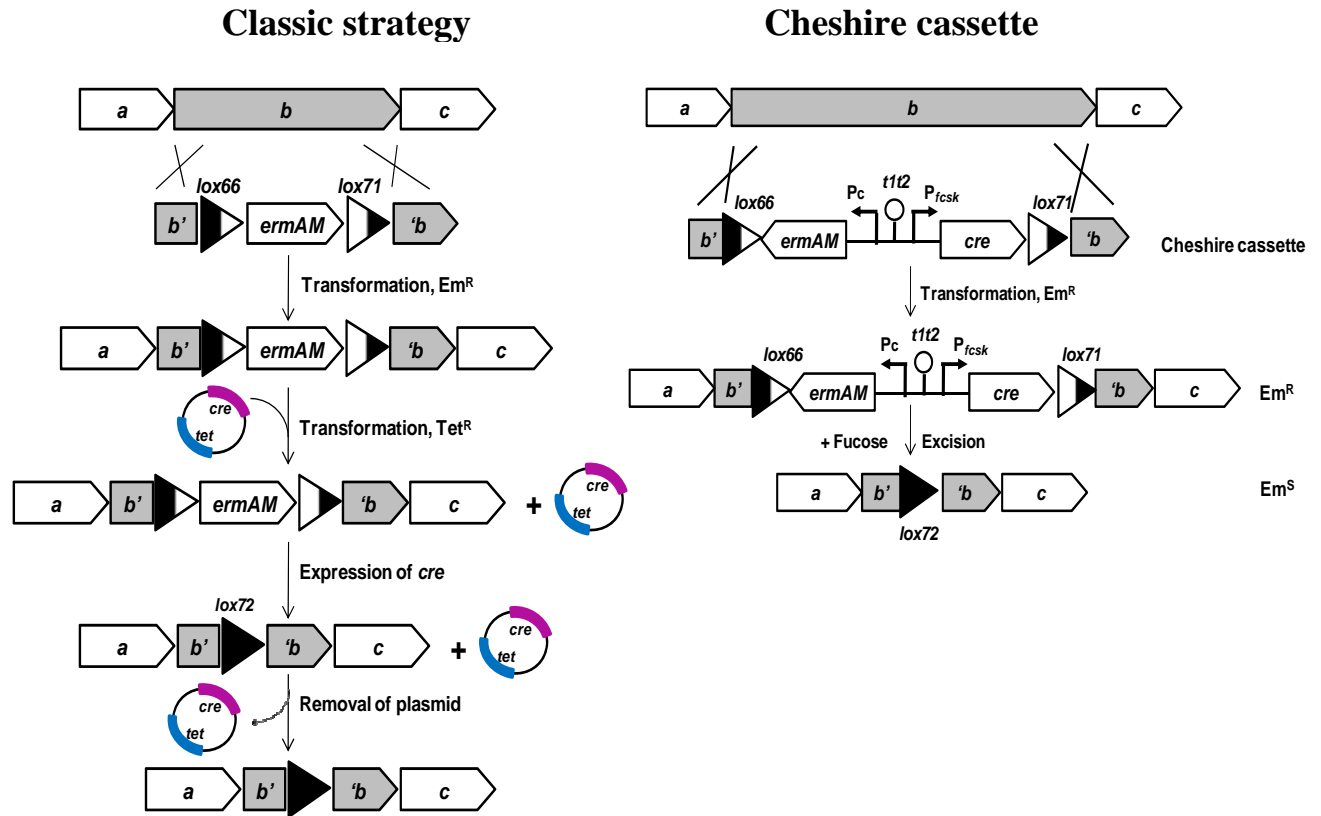 Classic strategy
a b c
lox66 lox71
b' ermAM ‘b
Transformation, EmR
a b' ermAM ‘b c
cre
tet
Transformation, TetR
a b' ermAM ‘b c + cre
tet
Expression of cre
lox72
a b' ‘b c + cre
tet
cre
tet
Removal of plasmid
a b' ‘b c
Cheshire cassette
a b c
lox66 Pc t1t2 Pfcsk lox71
b' ermAM cre ‘b
Cheshire cassette
Transformation, EmR
lox66 Pc t1t2 Pfcsk lox71
a b' ermAM cre ‘b c EmR
+ Fucose Excision
a b' ‘b c EmS
lox72